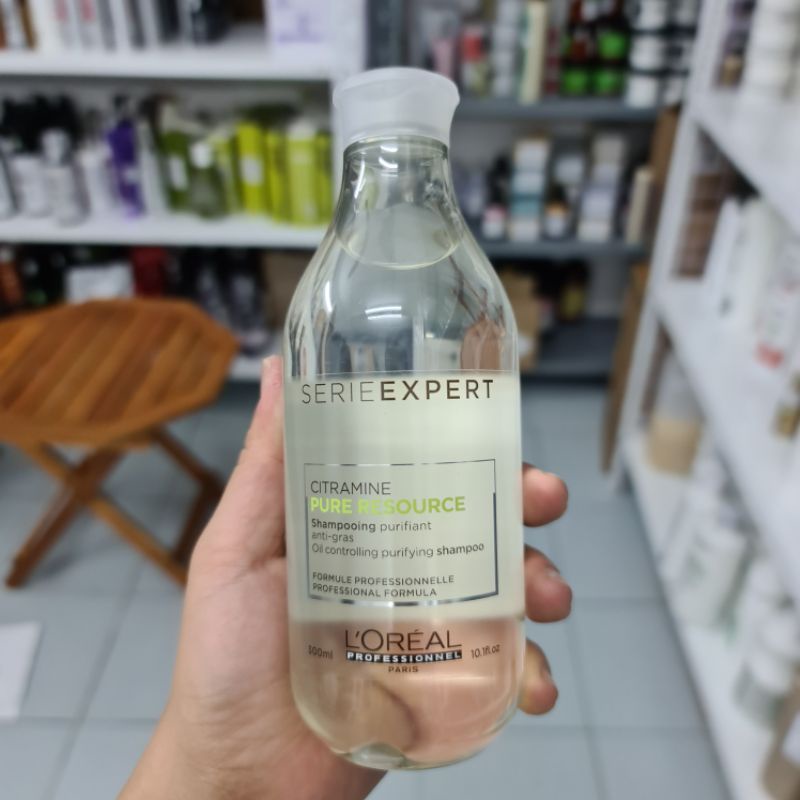 SERIEEXPERT
CITRAMINE
PURE RESOURCE
Shampooing purifiant
anti-gras
Oil controlling purifying shampoo
FORMULE PROFESSIONNELLE
PROFESSIONAL FORMULA
L'ORÉAL
PROFESSIONNEL
PARIS
300ml
10.1fl.oz